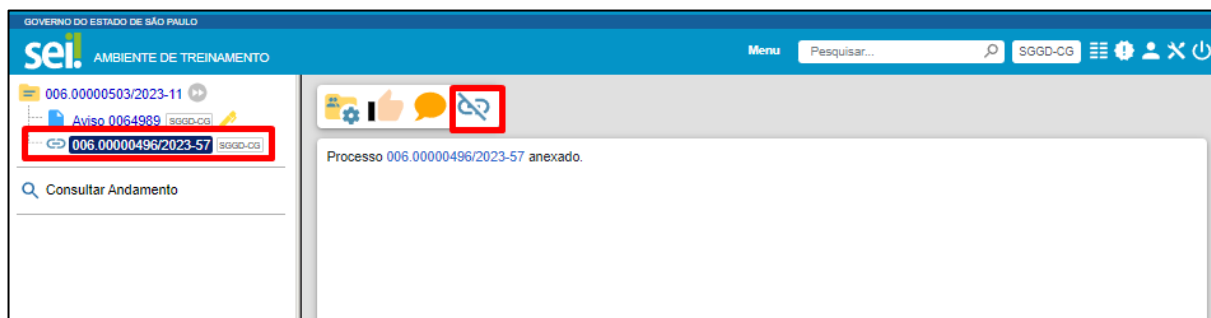 GOVERNO DO ESTADO DE SÃO PAULO
sei! AMBIENTE DE TREINAMENTO
Menu Pesquisar... SGGD-CG
006.00000503/2023-11
Aviso 0064989 SGGD-CG
006.00000496/2023-57 SGGD-CG
Consultar Andamento
Processo 006.00000496/2023-57 anexado.